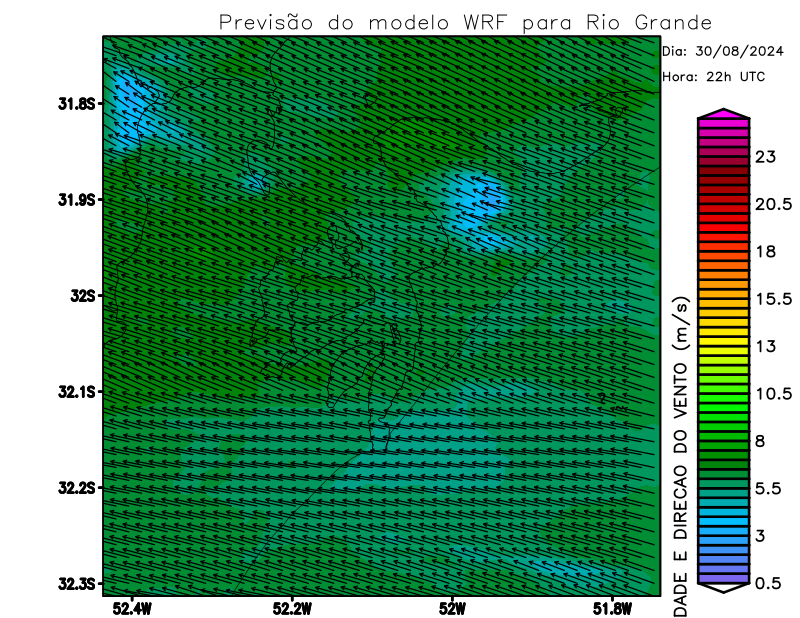 Previsão do modelo WRF para Rio Grande
Dia: 30/08/2024
Hora: 22h UTC
31.8S
31.9S
32S
32.1S
32.2S
32.3S
52.4W
52.2W
52W
51.8W
DADE E DIRECAO DO VENTO (m/s)
23
20.5
18
15.5
13
10.5
8
5.5
3
0.5
2